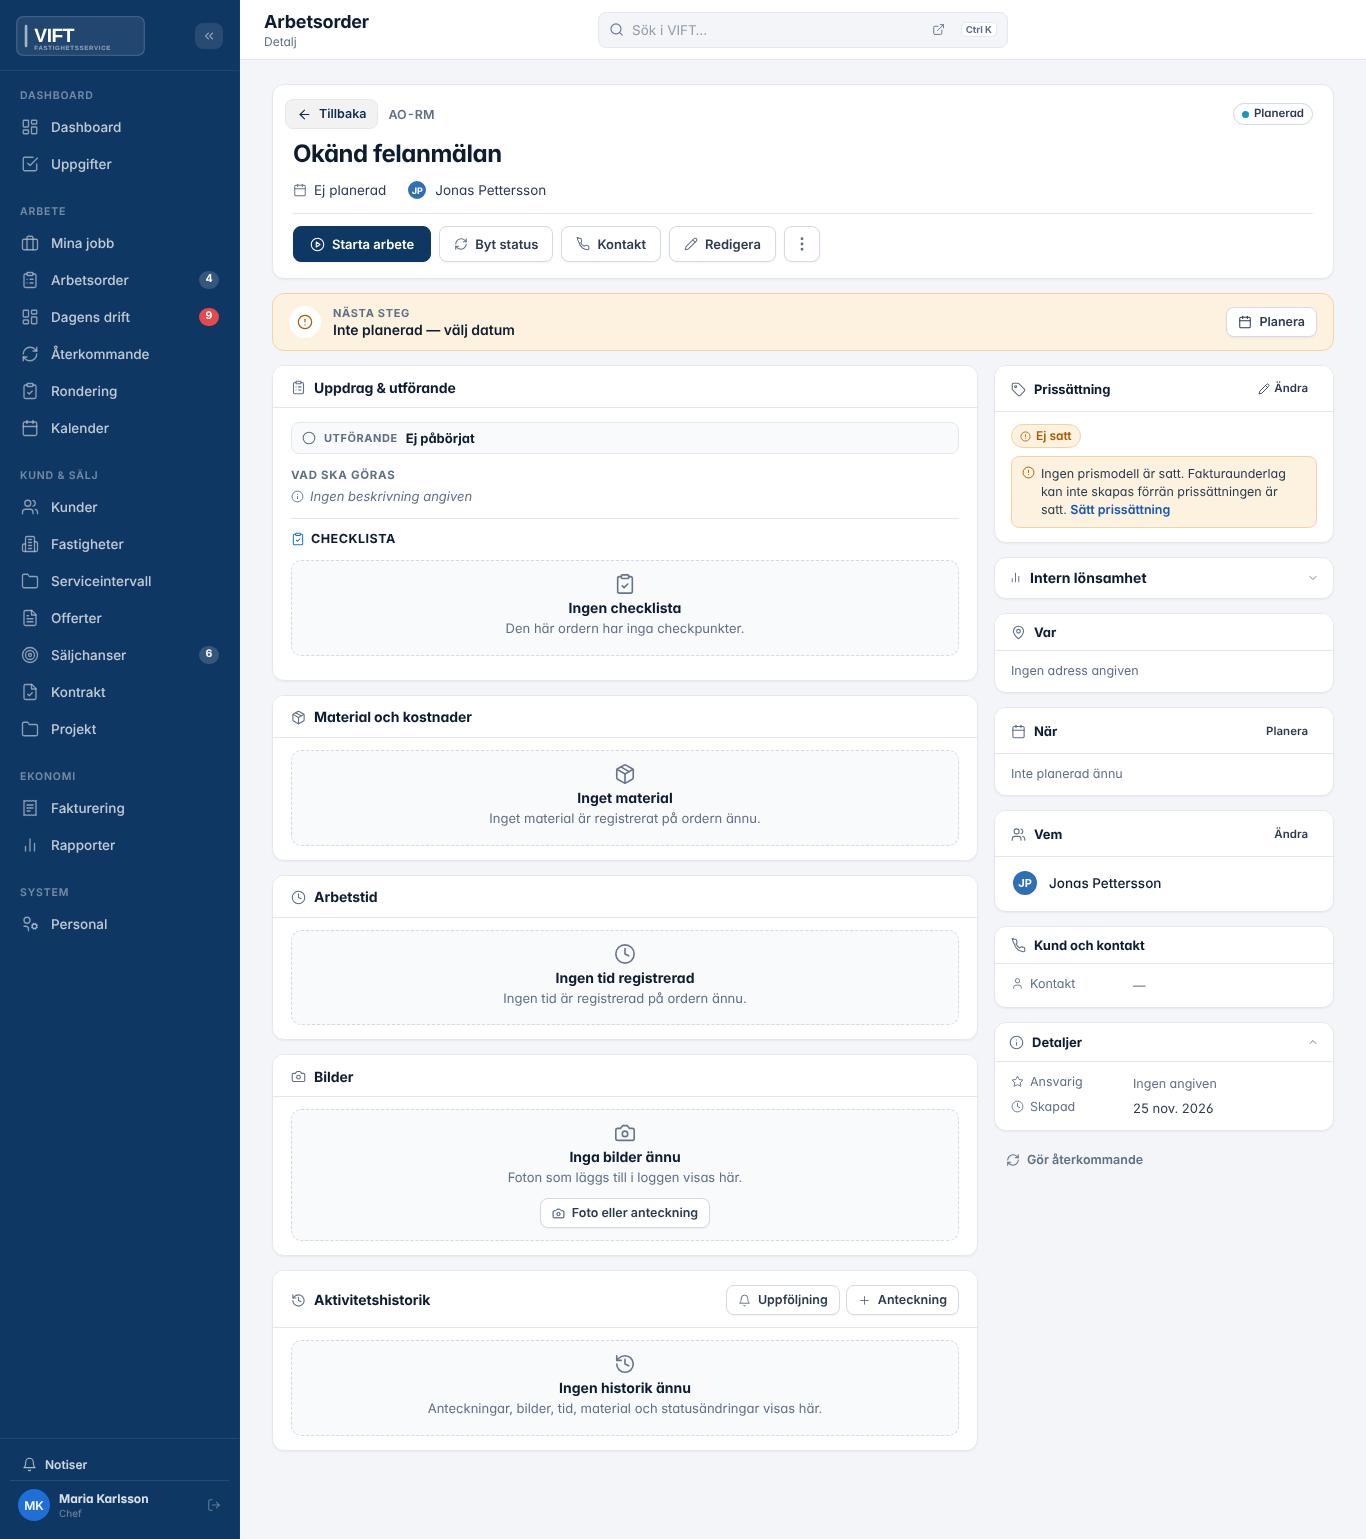 VIFT
FASTIGHETSSERVICE
DASHBOARD
Dashboard
Uppgifter
ARBETE
Mina jobb
Arbetsorder 4
Dagens drift 9
Återkommande
Rondering
Kalender
KUND & SÄLJ
Kunder
Fastigheter
Serviceintervall
Offerter
Säljchanser 6
Kontrakt
Projekt
EKONOMI
Fakturering
Rapporter
SYSTEM
Personal
Notiser
MK Maria Karlsson
Chef
Arbetsorder
Detalj
Sök i VIFT... Ctrl K
Tillbaka AO-RM Planerad
Okänd felanmälan
Ej planerad JP Jonas Pettersson
Starta arbete Byt status Kontakt Redigera
NÄSTA STEG
Inte planerad — välj datum
Planera
Uppdrag & utförande
UTFÖRANDE Ej påbörjat
VAD SKA GÖRAS
Ingen beskrivning angiven
CHECKLISTA
Ingen checklista
Den här ordern har inga checkpunkter.
Material och kostnader
Inget material
Inget material är registrerat på ordern ännu.
Arbetstid
Ingen tid registrerad
Ingen tid är registrerad på ordern ännu.
Bilder
Inga bilder ännu
Foton som läggs till i loggen visas här.
Foto eller anteckning
Aktivitetshistorik Uppföljning Anteckning
Ingen historik ännu
Anteckningar, bilder, tid, material och statusändringar visas här.
Prissättning Ändra
Ej satt
Ingen prismodell är satt. Fakturaunderlag
kan inte skapas förrän prissättningen är
satt. Sätt prissättning
Intern lönsamhet
Var
Ingen adress angiven
När Planera
Inte planerad ännu
Vem Ändra
JP Jonas Pettersson
Kund och kontakt
Kontakt —
Detaljer
Ansvarig Ingen angiven
Skapad 25 nov. 2026
Gör återkommande